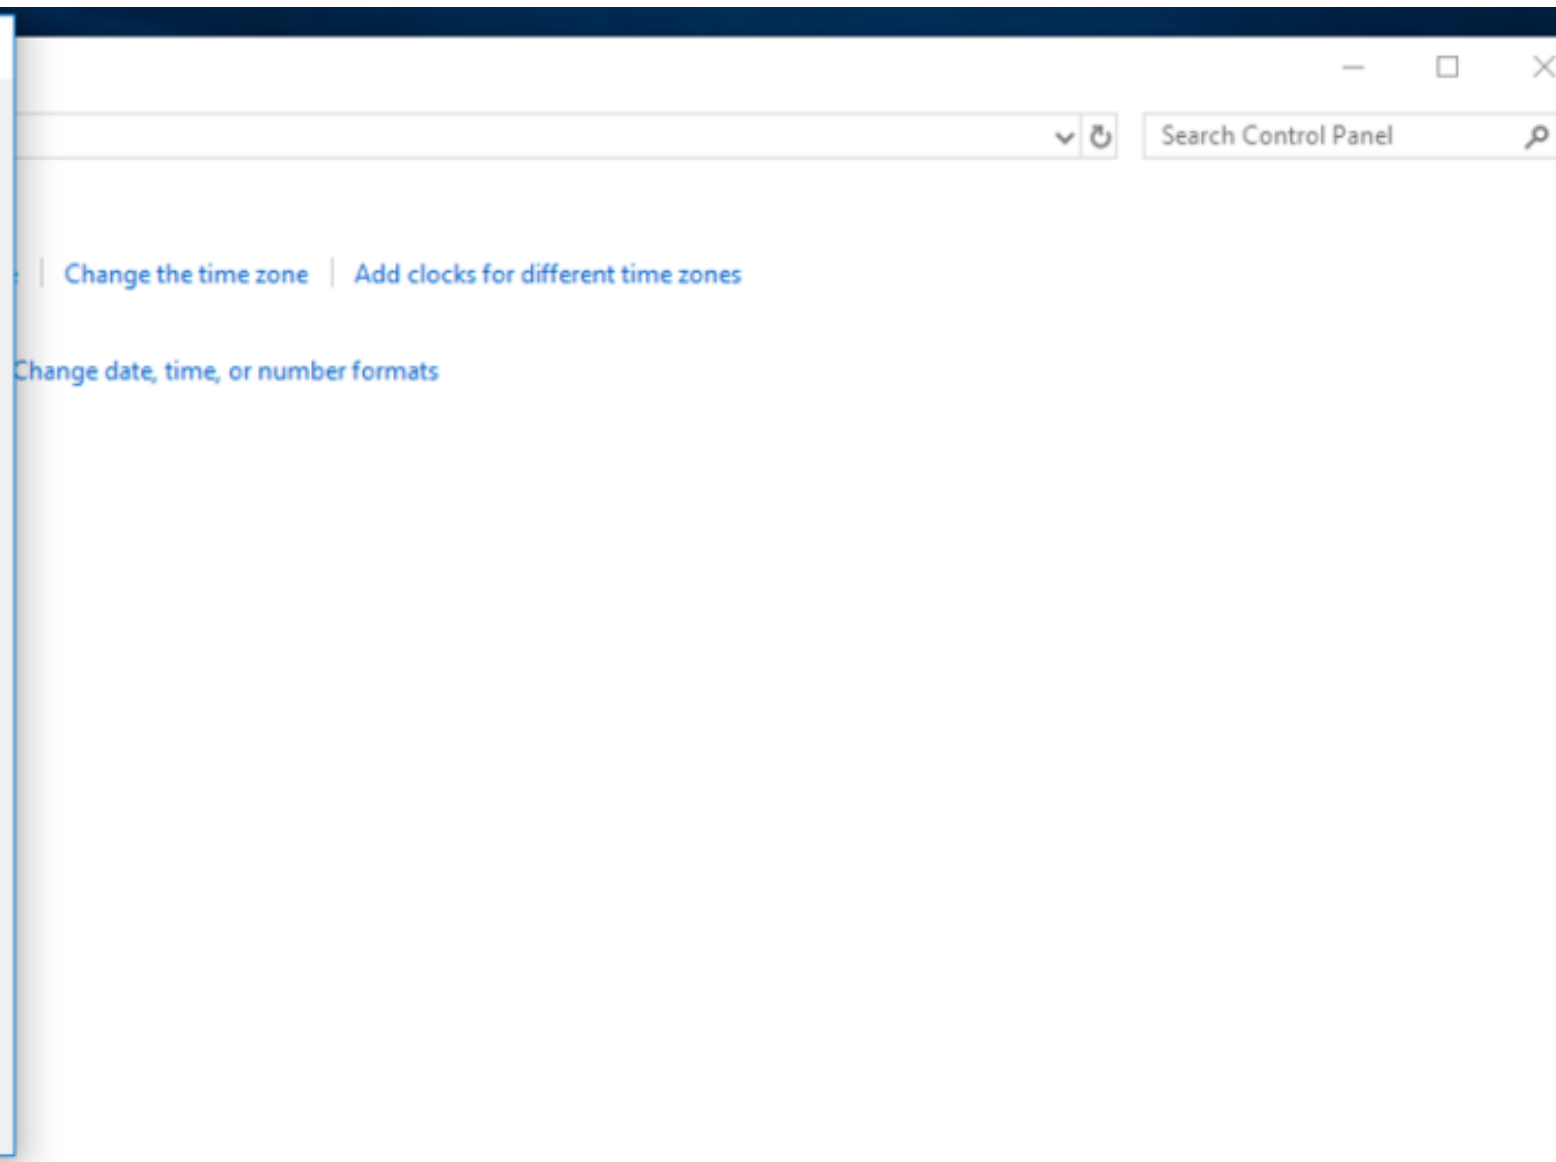 Search Control Panel
Change the time zone
Add clocks for different time zones
Change date, time, or number formats